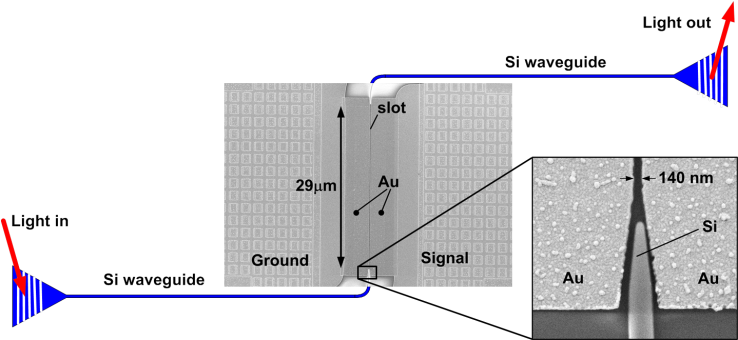 Light out
Si waveguide
slot
29μm
140 nm
Au
Light in
Si
Ground
Signal
Si waveguide
Au
Au